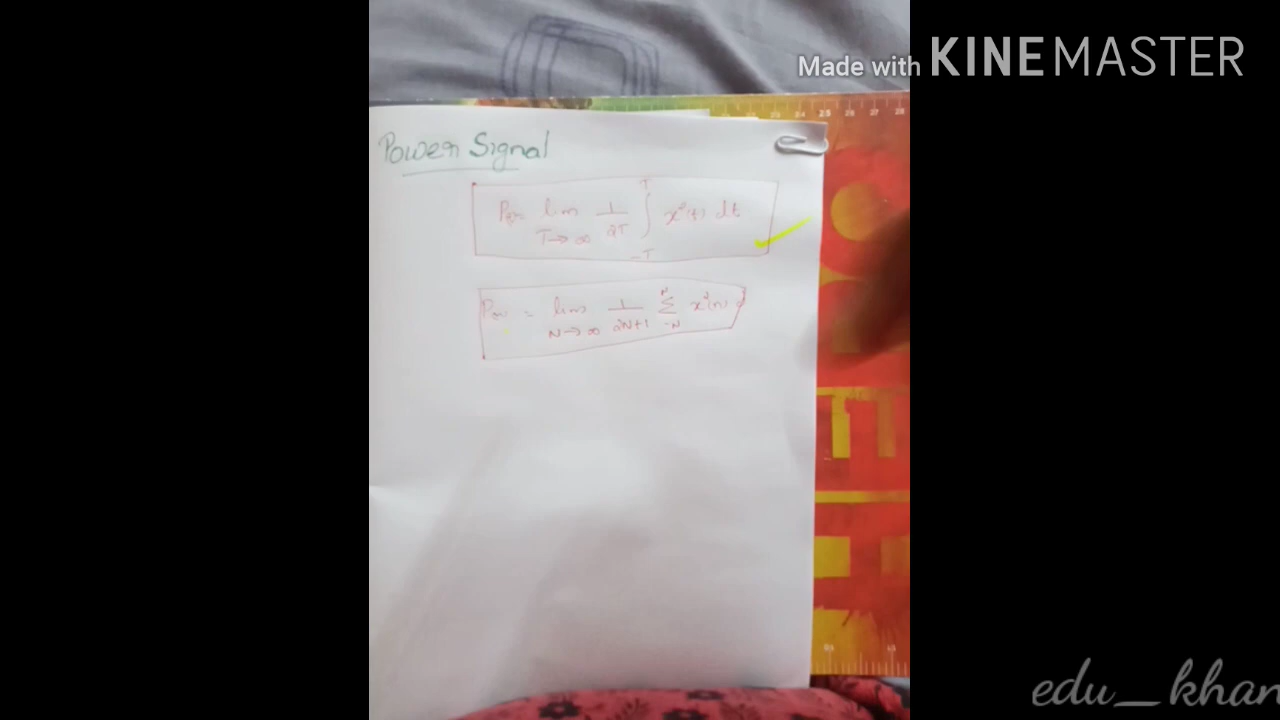 Made with KINEMASTER
Power Signal
P∞ = lim T→∞ 1/2T ∫ -T T x²(t) dt
P∞ = lim N→∞ 1/2N+1 Σ -N N x²(n)
edu_khan